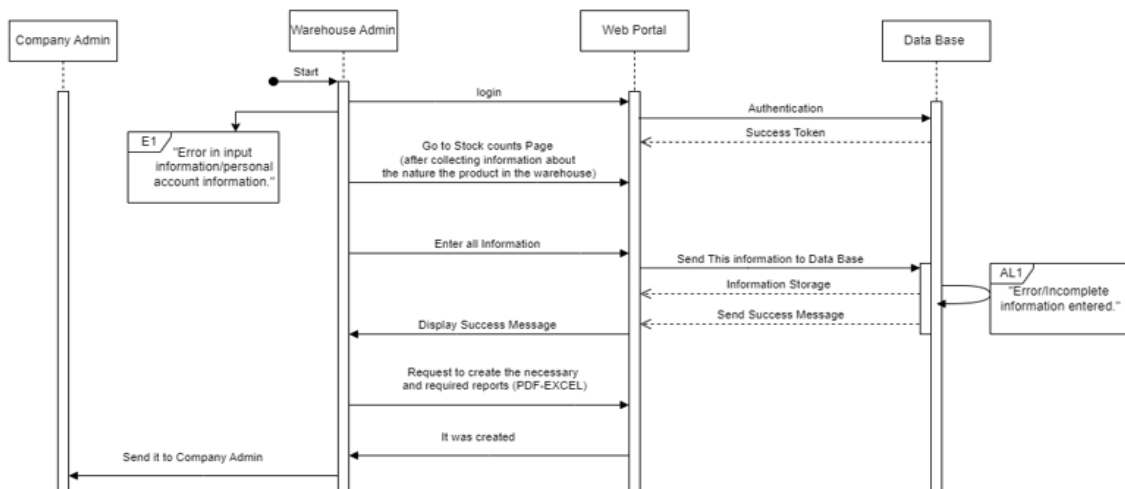 Company Admin
Warehouse Admin
Web Portal
Data Base
Start
login
Authentication
Success Token
E1
"Error in input
information/personal
account information."
Go to Stock counts Page
(after collecting information about
the nature the product in the warehouse)
Enter all Information
Send This information to Data Base
AL1
"Error/Incomplete
information entered."
Information Storage
Send Success Message
Display Success Message
Request to create the necessary
and required reports (PDF-EXCEL)
It was created
Send it to Company Admin